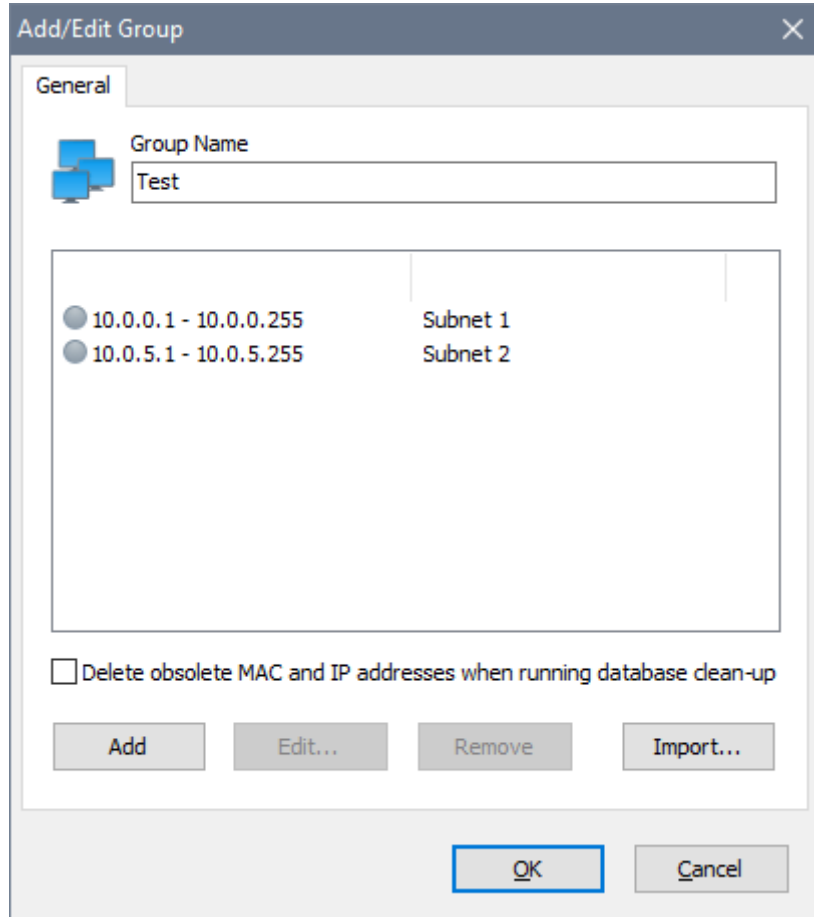 Add/Edit Group
General
Group Name
Test
10.0.0.1 - 10.0.0.255 Subnet 1
10.0.5.1 - 10.0.5.255 Subnet 2
Delete obsolete MAC and IP addresses when running database clean-up
Add Edit... Remove Import...
OK Cancel